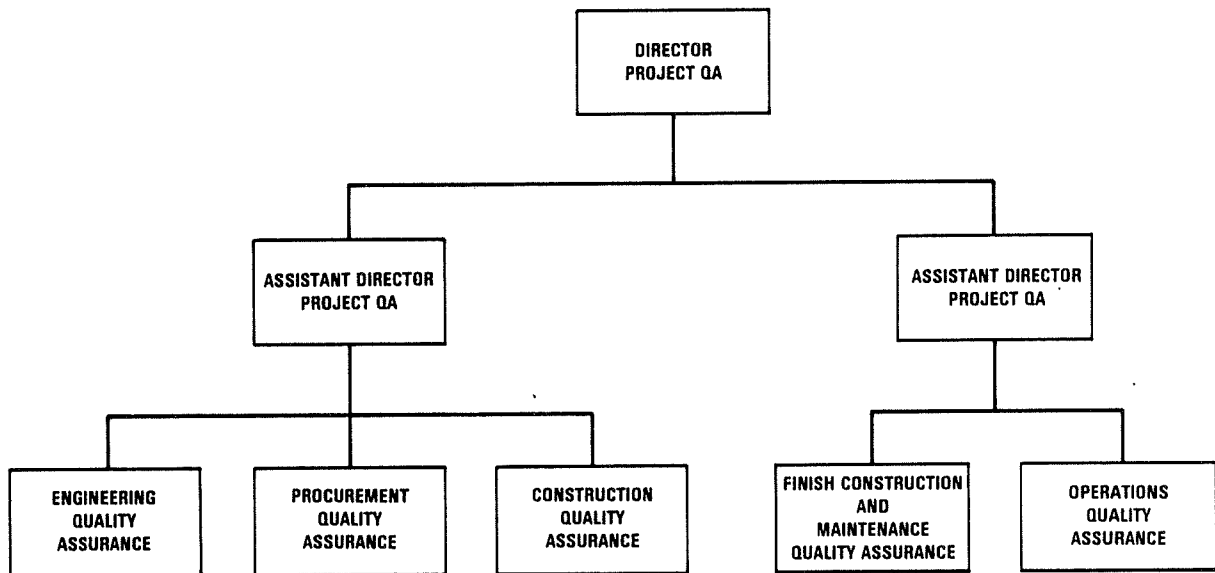 DIRECTOR
PROJECT QA
ASSISTANT DIRECTOR
PROJECT QA
ASSISTANT DIRECTOR
PROJECT QA
ENGINEERING
QUALITY
ASSURANCE
PROCUREMENT
QUALITY
ASSURANCE
CONSTRUCTION
QUALITY
ASSURANCE
FINISH CONSTRUCTION
AND
MAINTENANCE
QUALITY ASSURANCE
OPERATIONS
QUALITY
ASSURANCE